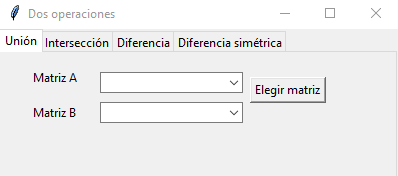 Dos operaciones
Unión Intersección Diferencia Diferencia simétrica
Matriz A
Elegir matriz
Matriz B